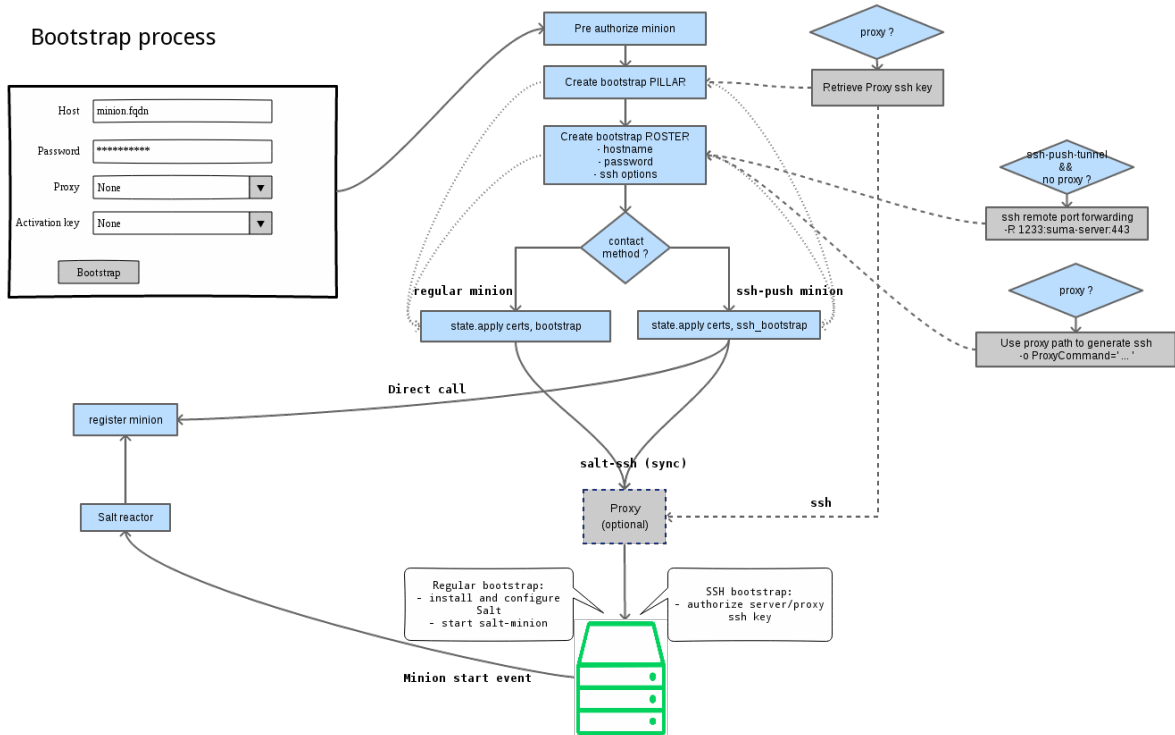 Bootstrap process
Host
minion.fqdn
Password
**********
Proxy
None
Activation key
None
Bootstrap
Pre authorize minion
Create bootstrap PILLAR
Create bootstrap ROSTER
- hostname
- password
- ssh options
contact
method ?
regular minion
ssh-push minion
state.apply certs, bootstrap
state.apply certs, ssh_bootstrap
proxy ?
Retrieve Proxy ssh key
ssh-push-tunnel
&&
no proxy ?
ssh remote port forwarding
-R 1233:suma-server:443
proxy ?
Use proxy path to generate ssh
-o ProxyCommand=' ... '
Direct call
register minion
Salt reactor
salt-ssh (sync)
Proxy
(optional)
ssh
Regular bootstrap:
- install and configure
Salt
- start salt-minion
SSH bootstrap:
- authorize server/proxy
ssh key
Minion start event